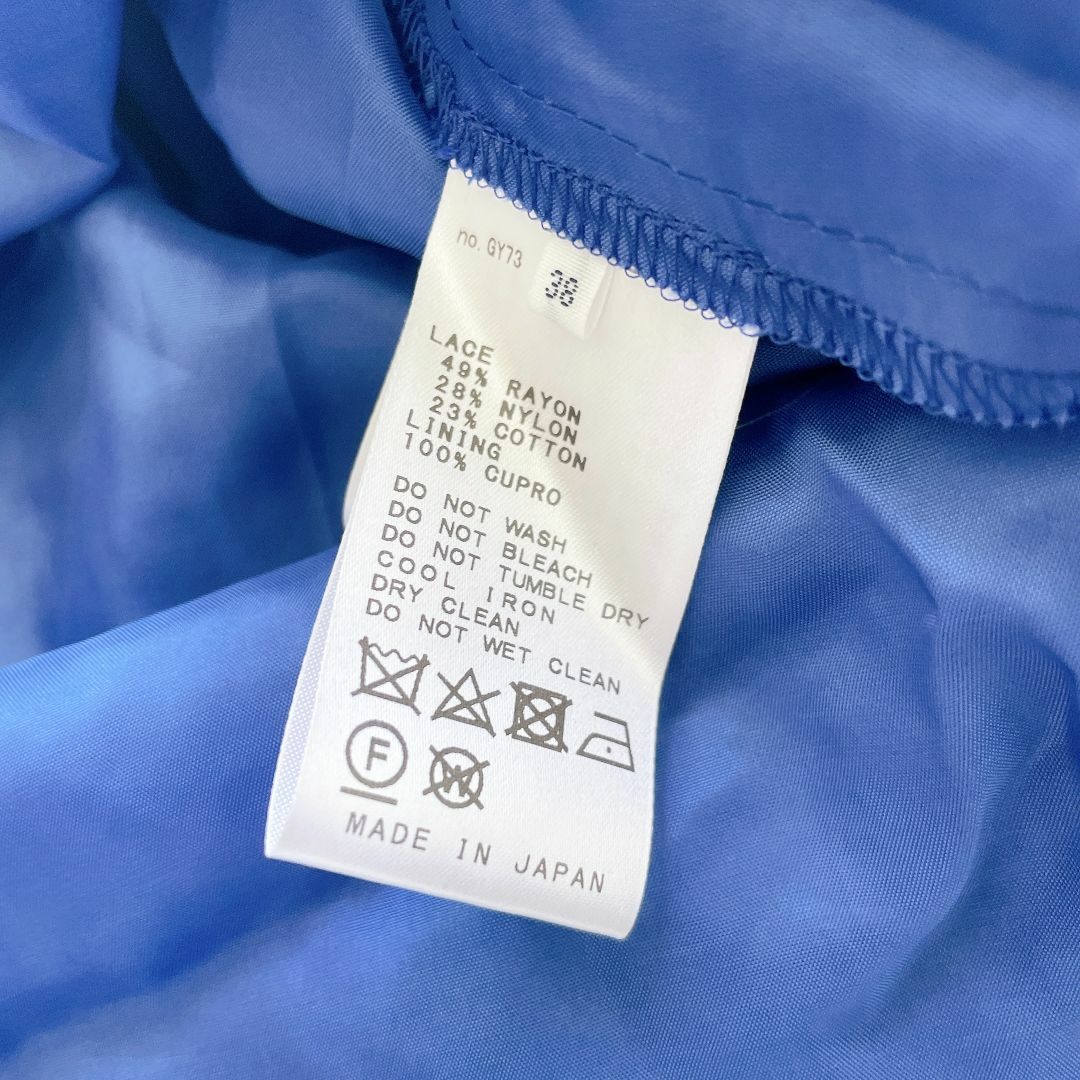 no. GY73
38
LACE
49% RAYON
28% NYLON
23% COTTON
LINING
100% CUPRO
DO NOT WASH
DO NOT BLEACH
DO NOT TUMBLE DRY
COOL IRON
DRY CLEAN
DO NOT WET CLEAN
F
W
MADE IN JAPAN